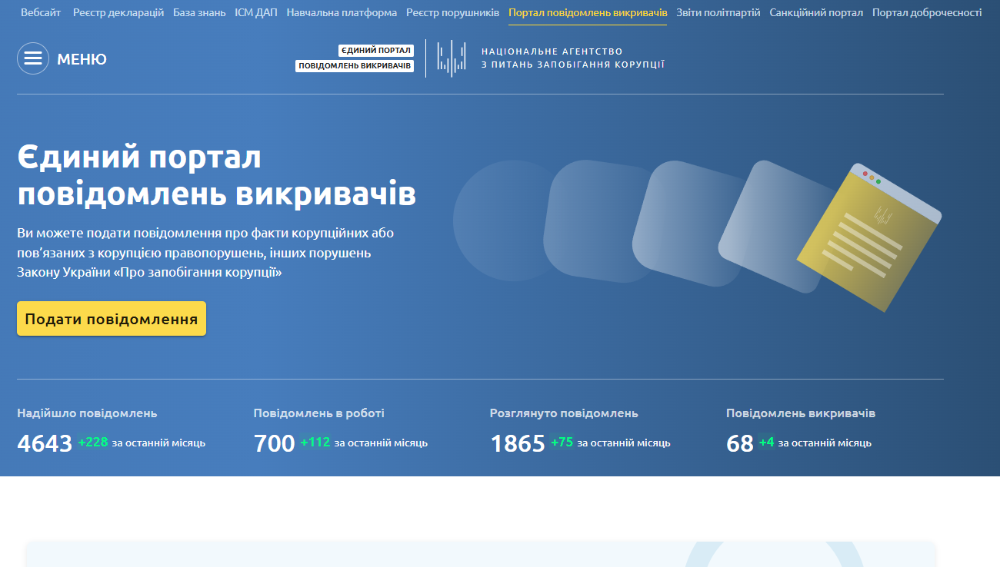 Вебсайт Реєстр декларацій База знань ІСМ ДАП Навчальна платформа Реєстр порушників Портал повідомлень викривачів Звіти політпартій Санкційний портал Портал доброчесності
МЕНЮ
ЄДИНИЙ ПОРТАЛ
ПОВІДОМЛЕНЬ ВИКРИВАЧІВ
НАЦІОНАЛЬНЕ АГЕНТСТВО
З ПИТАНЬ ЗАПОБІГАННЯ КОРУПЦІЇ
Єдиний портал
повідомлень викривачів
Ви можете подати повідомлення про факти корупційних або
пов’язаних з корупцією правопорушень, інших порушень
Закону України «Про запобігання корупції»
Подати повідомлення
Надійшло повідомлень
4643 +228 за останній місяць
Повідомлень в роботі
700 +112 за останній місяць
Розглянуто повідомлень
1865 +75 за останній місяць
Повідомлень викривачів
68 +4 за останній місяць